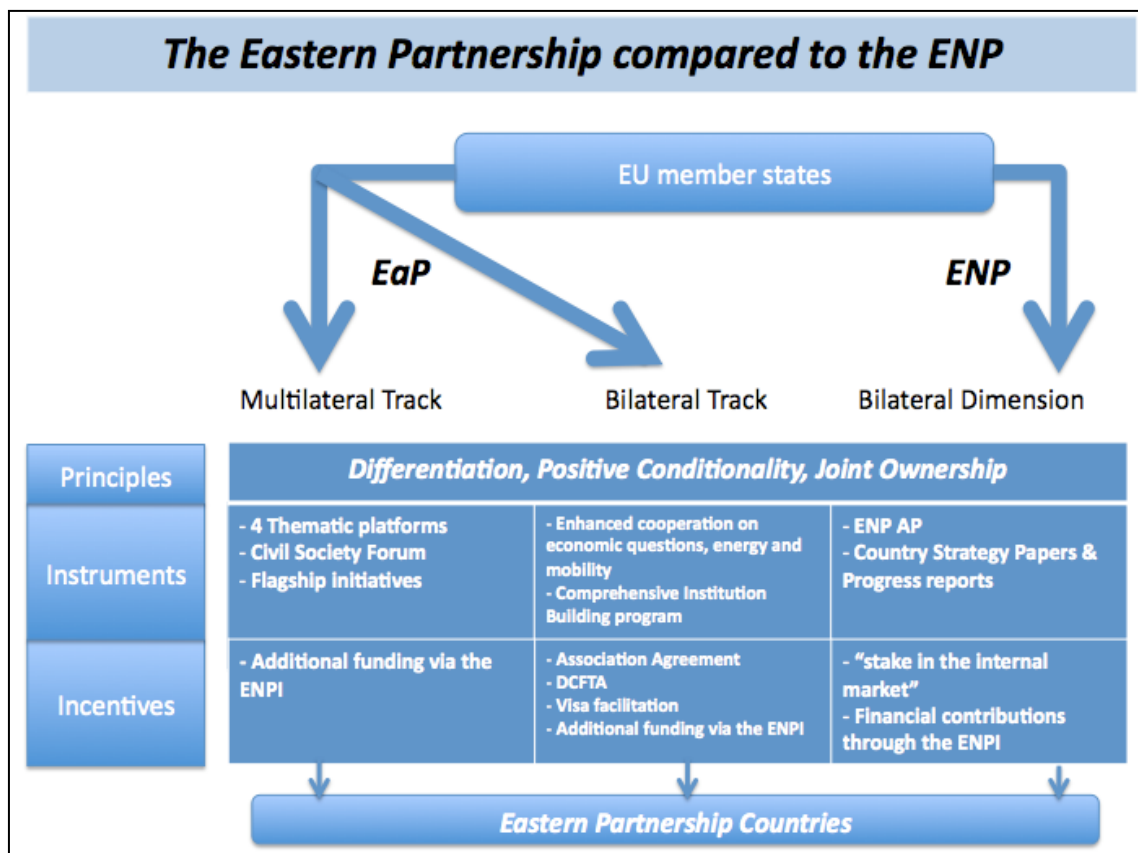 The Eastern Partnership compared to the ENP
EU member states
EaP
ENP
Multilateral Track
Bilateral Track
Bilateral Dimension
Principles
Differentiation, Positive Conditionality, Joint Ownership
Instruments
- 4 Thematic platforms
- Civil Society Forum
- Flagship initiatives
- Enhanced cooperation on
economic questions, energy and
mobility
- Comprehensive Institution
Building program
- ENP AP
- Country Strategy Papers &
Progress reports
Incentives
- Additional funding via the
ENPI
- Association Agreement
- DCFTA
- Visa facilitation
- Additional funding via the ENPI
- “stake in the internal
market”
- Financial contributions
through the ENPI
Eastern Partnership Countries